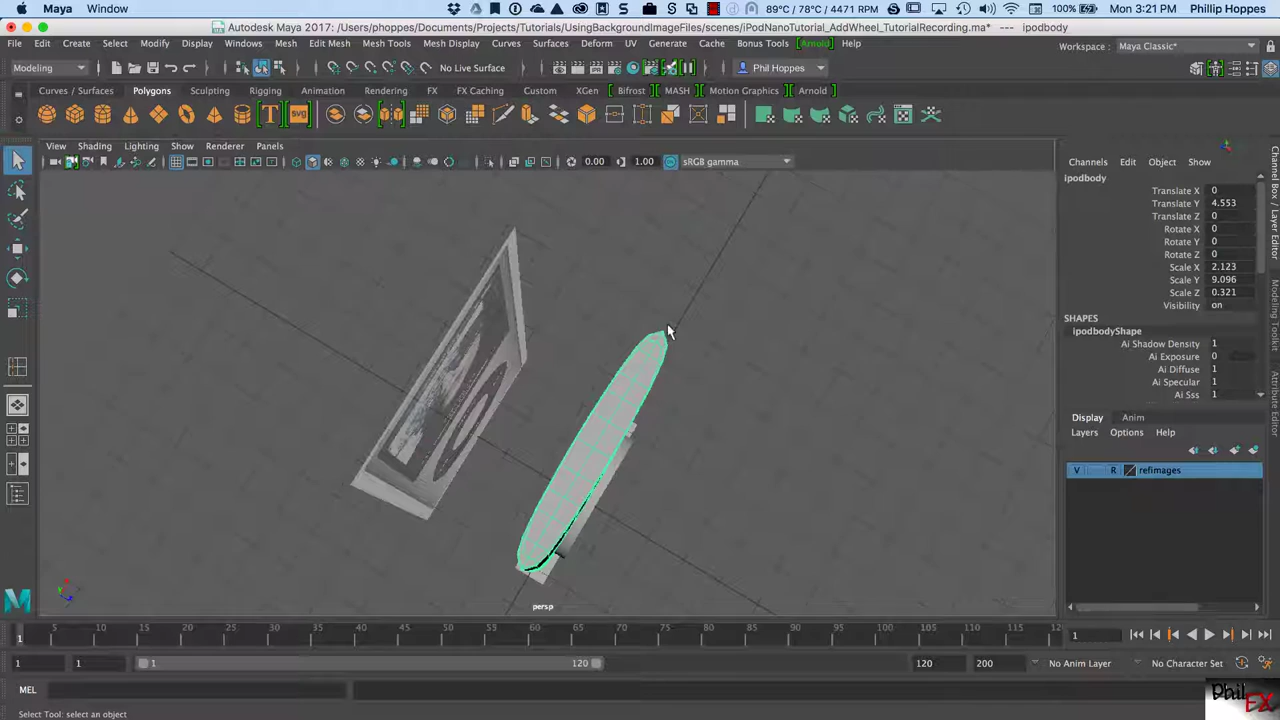 Maya Window 89°C / 78°C / 4471 RPM 100% Mon 3:21 PM Phillip Hoppes
Autodesk Maya 2017: /Users/phoppes/Documents/Projects/Tutorials/UsingBackgroundImageFiles/scenes/iPodNanoTutorial_AddWheel_TutorialRecording.ma* --- ipodbody
File Edit Create Select Modify Display Windows Mesh Edit Mesh Mesh Tools Mesh Display Curves Surfaces Deform UV Generate Cache Bonus Tools [Arnold] Help
Workspace : Maya Classic*
Modeling No Live Surface Phil Hoppes
Curves / Surfaces Polygons Sculpting Rigging Animation Rendering FX FX Caching Custom XGen Bifrost MASH Motion Graphics Arnold
T svg
View Shading Lighting Show Renderer Panels
0.00 1.00 sRGB gamma
Channels Edit Object Show
ipodbody
Translate X 0
Translate Y 4.553
Translate Z 0
Rotate X 0
Rotate Y 0
Rotate Z 0
Scale X 2.123
Scale Y 9.096
Scale Z 0.321
Visibility on
SHAPES
ipodbodyShape
Ai Shadow Density 1
Ai Exposure 0
Ai Diffuse 1
Ai Specular 1
Ai Sss 1
Display Anim
Layers Options Help
V R refimages
Channel Box / Layer Editor
Modeling Toolkit
Attribute Editor
persp
1 5 10 15 20 25 30 35 40 45 50 55 60 65 70 75 80 85 90 95 100 105 110 115 12
1
1 1 1 120 120 200 No Anim Layer No Character Set
MEL
Select Tool: select an object
Phil FX